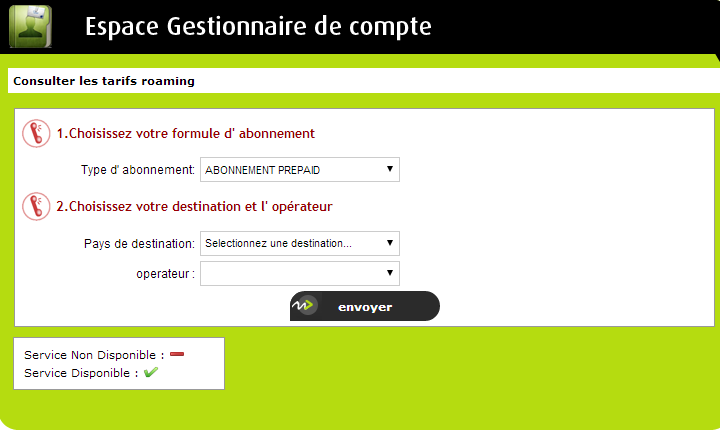 Espace Gestionnaire de compte
Consulter les tarifs roaming
1.Choisissez votre formule d' abonnement
Type d' abonnement: ABONNEMENT PREPAID
2.Choisissez votre destination et l' opérateur
Pays de destination: Selectionnez une destination...
operateur :
envoyer
Service Non Disponible :
Service Disponible :